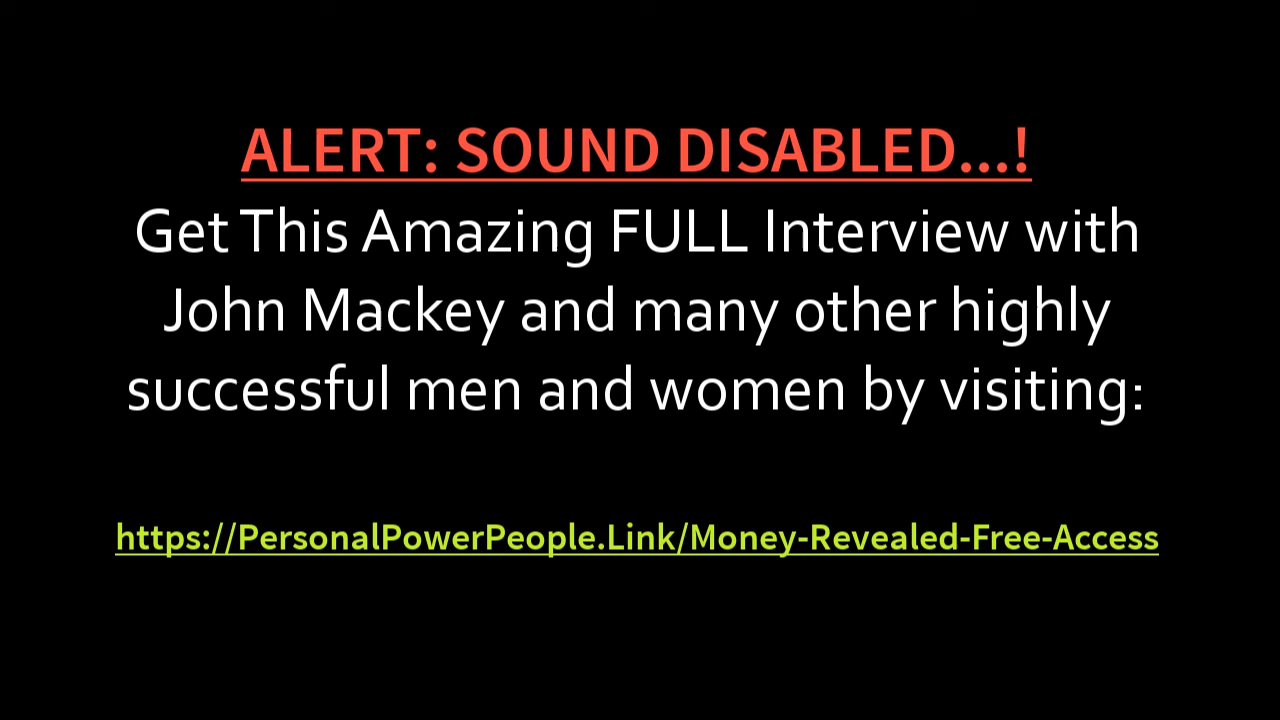 ALERT: SOUND DISABLED...!
Get This Amazing FULL Interview with
John Mackey and many other highly
successful men and women by visiting:
https://PersonalPowerPeople.Link/Money-Revealed-Free-Access